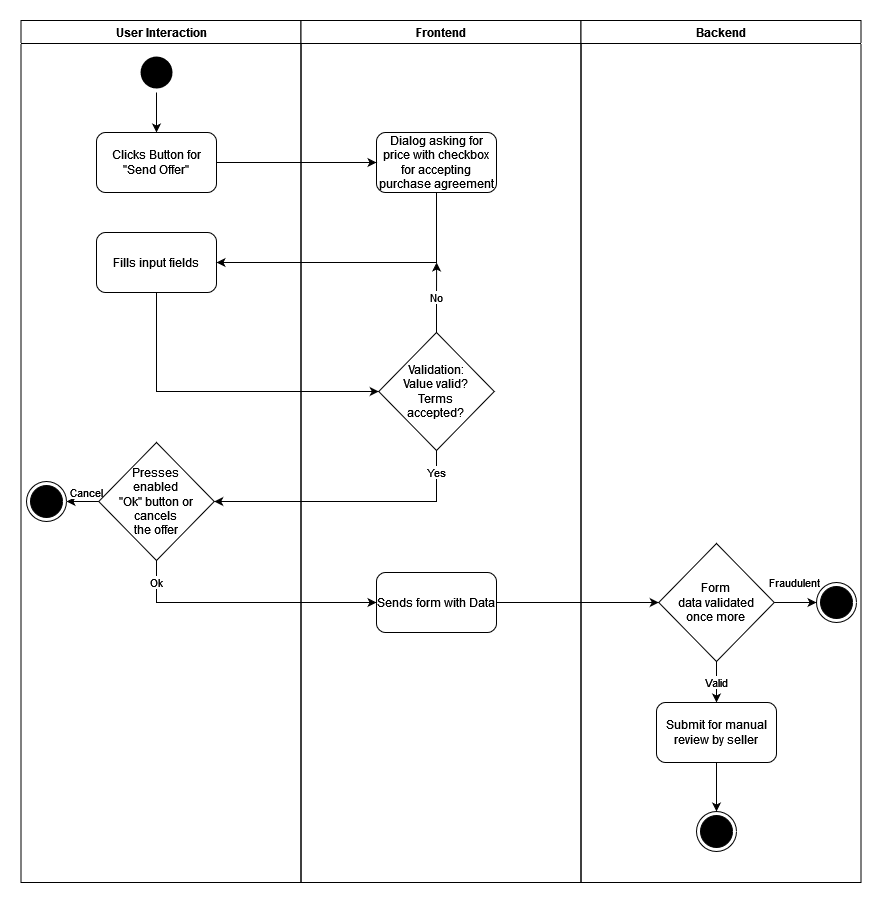 User Interaction
Frontend
Backend
Clicks Button for
"Send Offer"
Dialog asking for
price with checkbox
for accepting
purchase agreement
Fills input fields
No
Validation:
Value valid?
Terms
accepted?
Yes
Presses
enabled
"Ok" button or
cancels
the offer
Cancel
Ok
Sends form with Data
Form
data validated
once more
Fraudulent
Valid
Submit for manual
review by seller